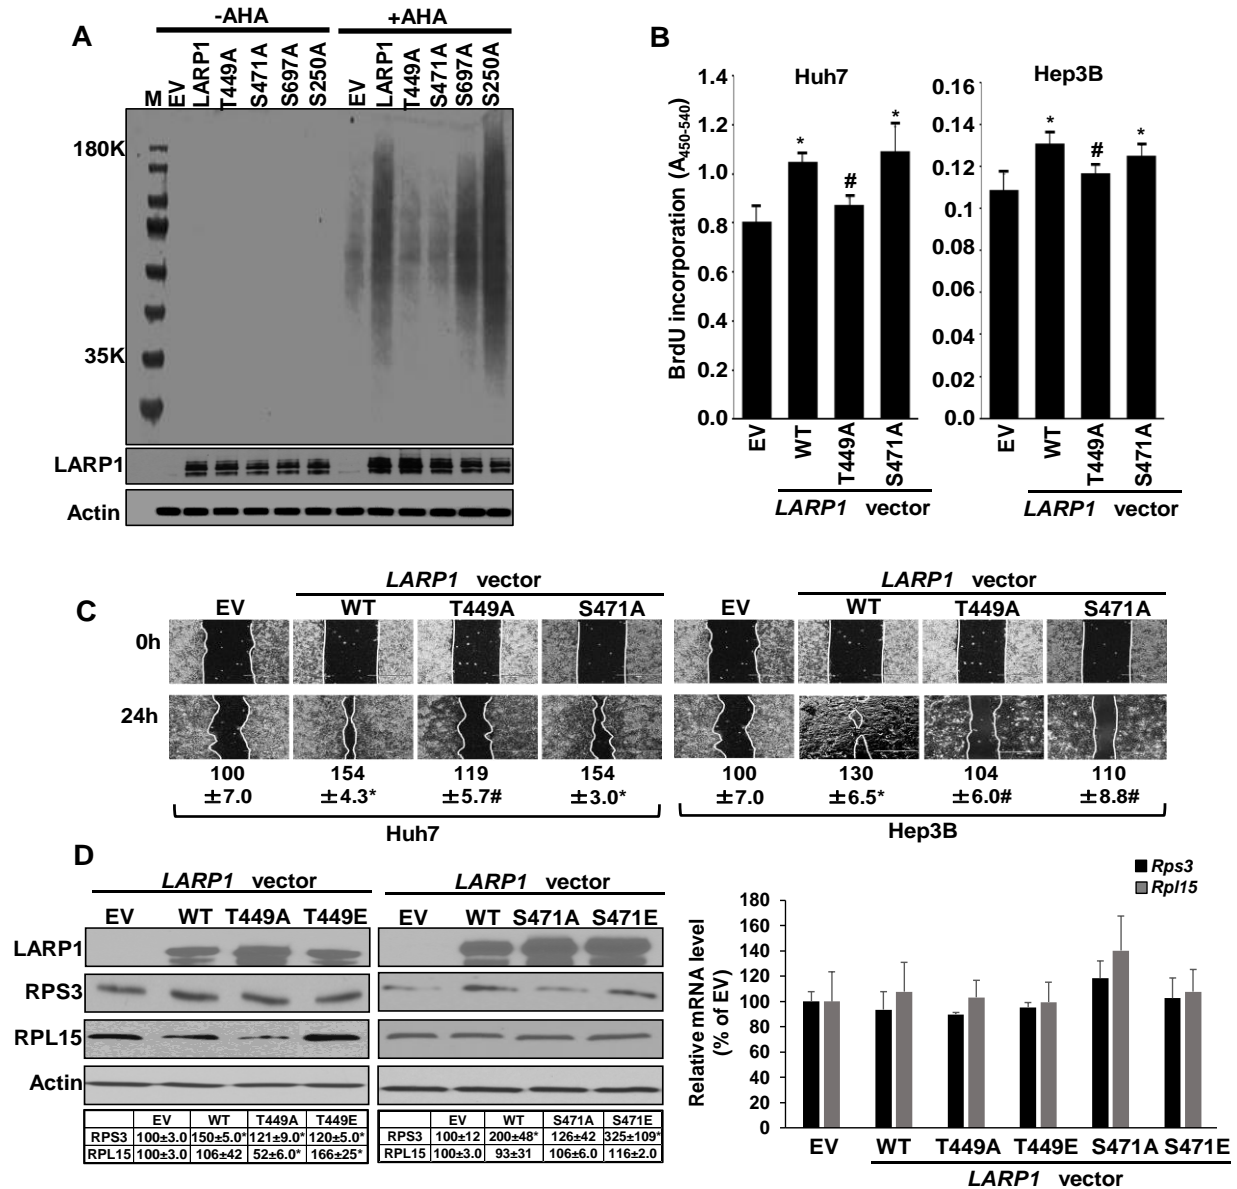 A
-AHA
+AHA
M
EV
LARP1
T449A
S471A
S697A
S250A
EV
LARP1
T449A
S471A
S697A
S250A
180K
35K
LARP1
Actin
B
BrdU incorporation (A450-540)
Huh7
1.4
1.2
1.0
0.8
0.6
0.4
0.2
0.0
*
#
*
EV
WT
T449A
S471A
LARP1 vector
Hep3B
0.16
0.14
0.12
0.1
0.08
0.06
0.04
0.02
0.0
*
#
*
EV
WT
T449A
S471A
LARP1 vector
C
LARP1 vector
LARP1 vector
EV WT T449A S471A EV WT T449A S471A
0h
24h
100 154 119 154 100 130 104 110
±7.0 ±4.3* ±5.7# ±3.0* ±7.0 ±6.5* ±6.0# ±8.8#
Huh7
Hep3B
D
LARP1 vector
EV WT T449A T449E
LARP1
RPS3
RPL15
Actin
EV WT T449A T449E
RPS3 100±3.0 150±5.0* 121±9.0* 120±5.0*
RPL15 100±3.0 106±42 52±6.0* 166±25*
LARP1 vector
EV WT S471A S471E
EV WT S471A S471E
RPS3 100±12 200±48* 126±42 325±109*
RPL15 100±3.0 93±31 106±6.0 116±2.0
Rps3
Rpl15
Relative mRNA level
(% of EV)
180
160
140
120
100
80
60
40
20
0
EV WT T449A T449E S471A S471E
LARP1 vector